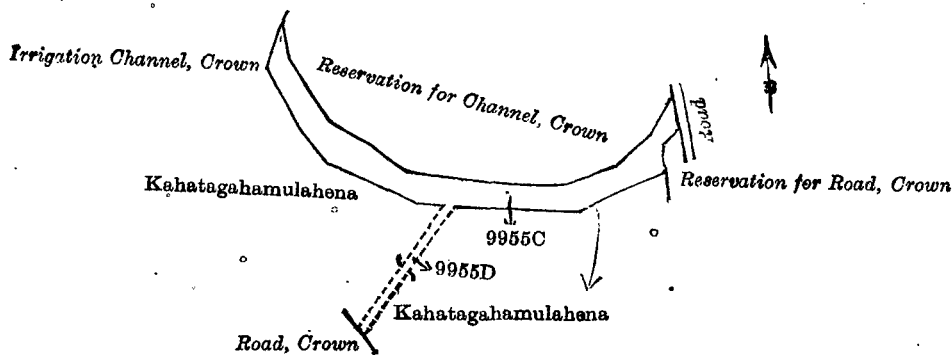 Irrigation Channel, Crown
Reservation for Channel, Crown
Road
Kahatagahamulahena
Reservation for Road, Crown
9955C
9955D
Kahatagahamulahena
Road, Crown